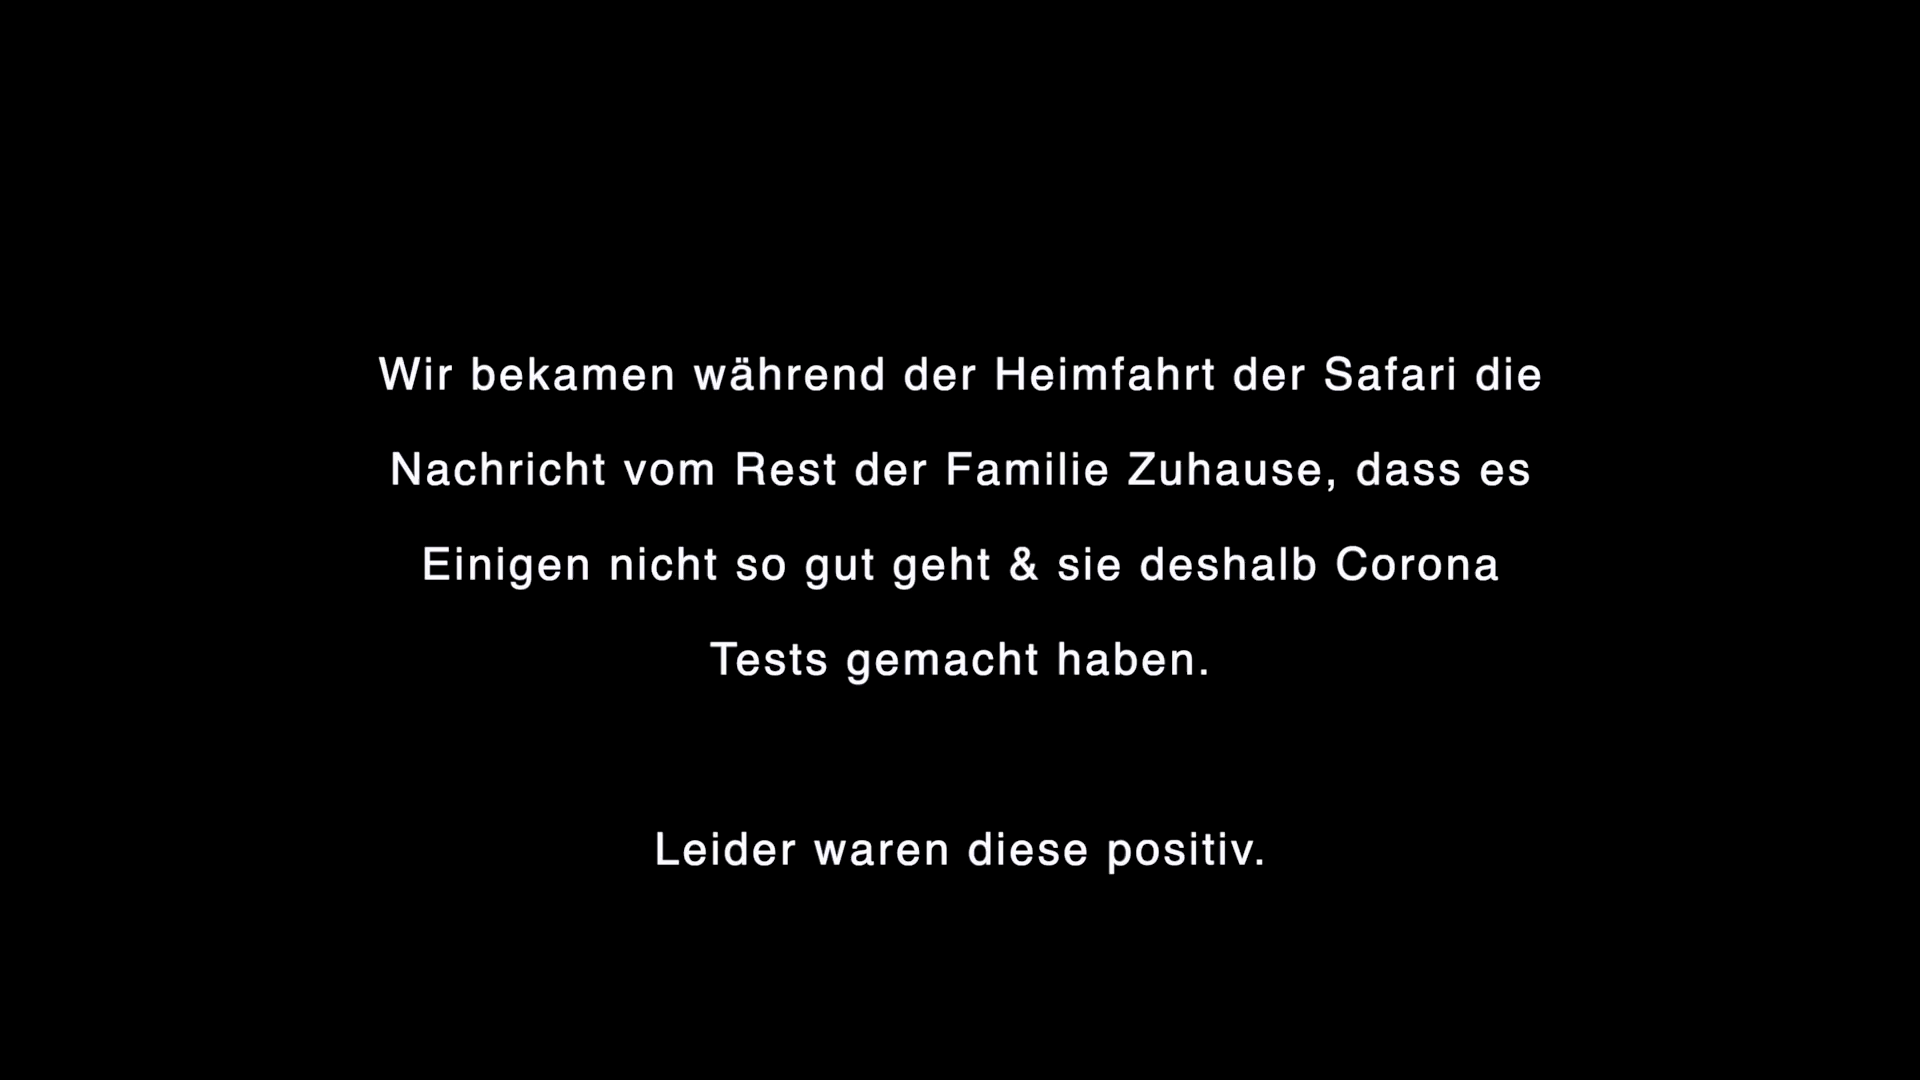 Wir bekamen während der Heimfahrt der Safari die
Nachricht vom Rest der Familie Zuhause, dass es
Einigen nicht so gut geht & sie deshalb Corona
Tests gemacht haben.
Leider waren diese positiv.